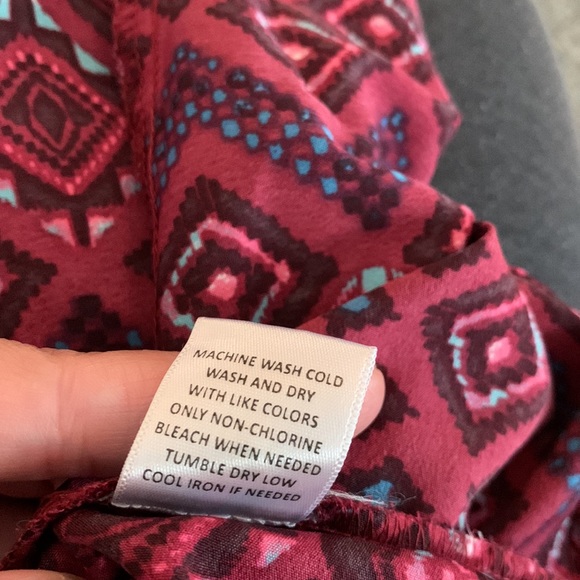 MACHINE WASH COLD
WASH AND DRY
WITH LIKE COLORS
ONLY NON-CHLORINE
BLEACH WHEN NEEDED
TUMBLE DRY LOW
COOL IRON IF NEEDED